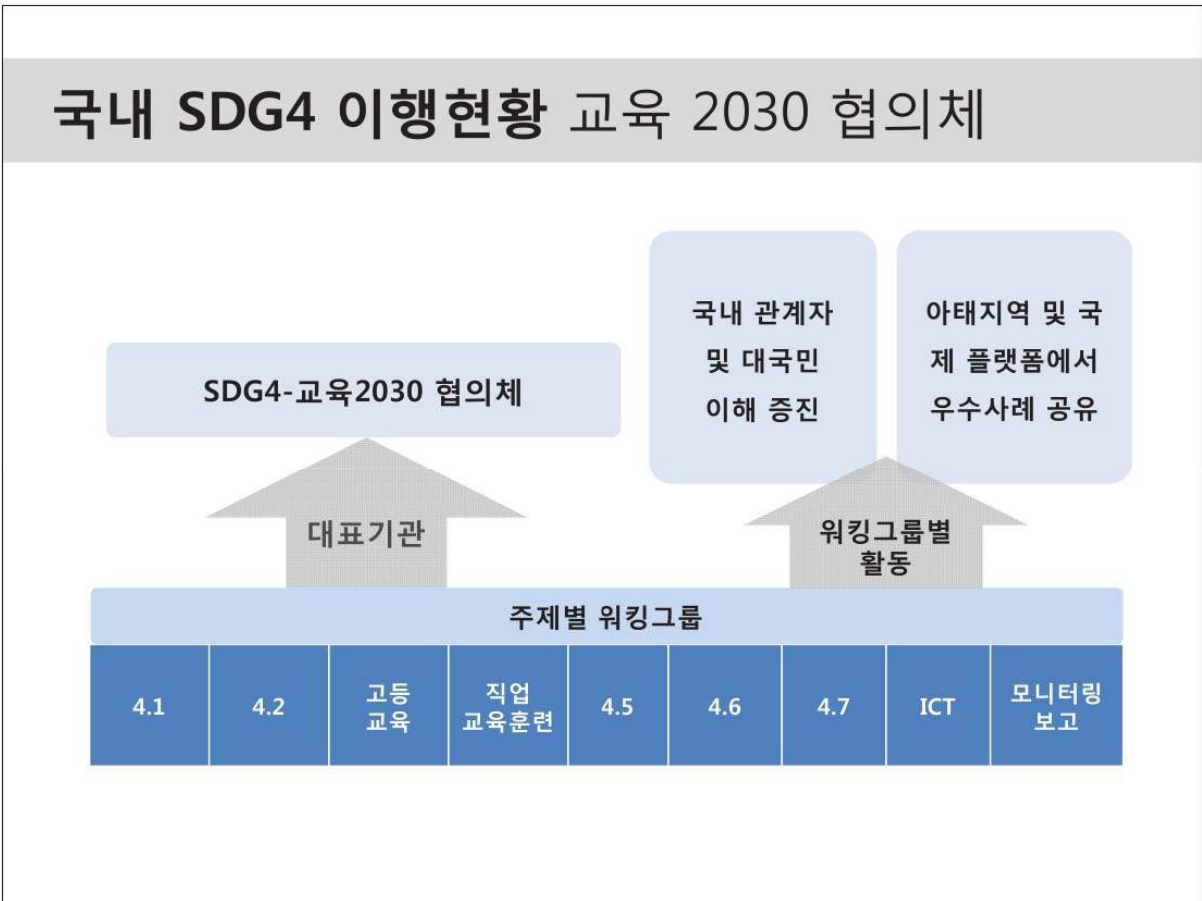 국내 SDG4 이행현황 교육 2030 협의체
국내 관계자
및 대국민
이해 증진
아태지역 및 국
제 플랫폼에서
우수사례 공유
SDG4-교육2030 협의체
대표기관
워킹그룹별
활동
주제별 워킹그룹
4.1
4.2
고등
교육
직업
교육훈련
4.5
4.6
4.7
ICT
모니터링
보고